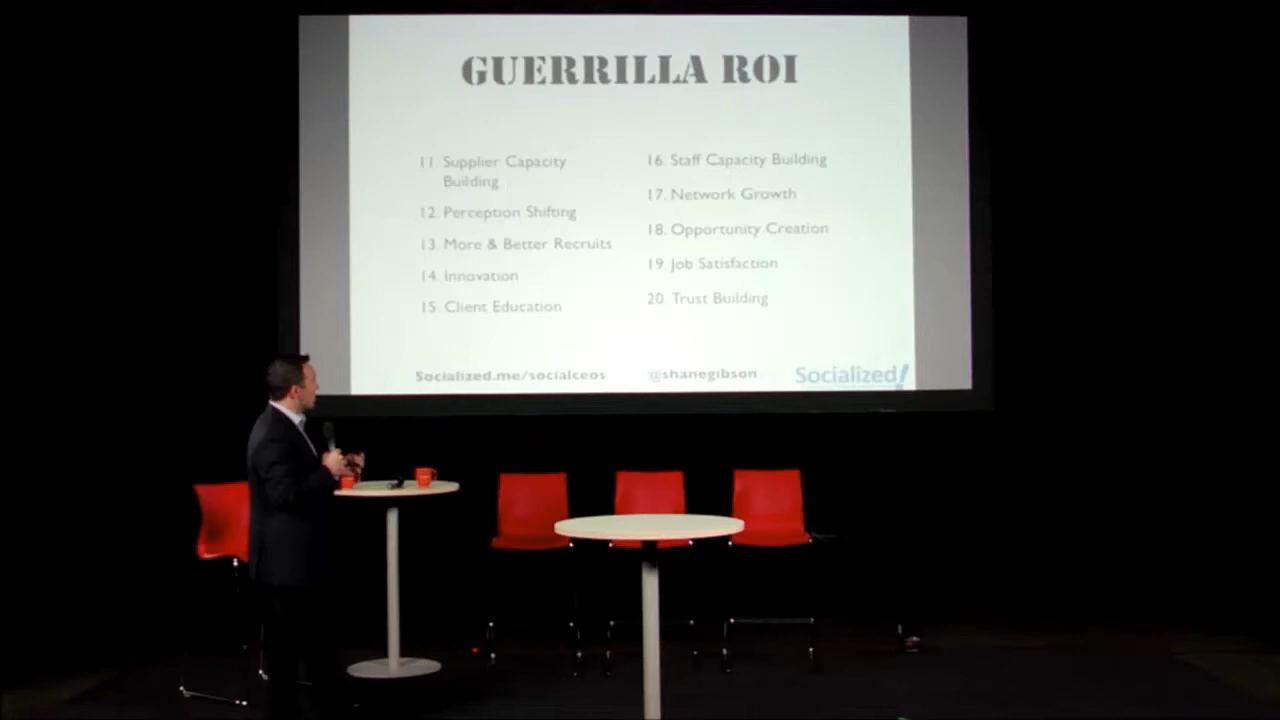 GUERRILLA ROI
11. Supplier Capacity
Building
12. Perception Shifting
13. More & Better Recruits
14. Innovation
15. Client Education
16. Staff Capacity Building
17. Network Growth
18. Opportunity Creation
19. Job Satisfaction
20. Trust Building
Socialized.me/socialceos
@shanegibson
Socialized!